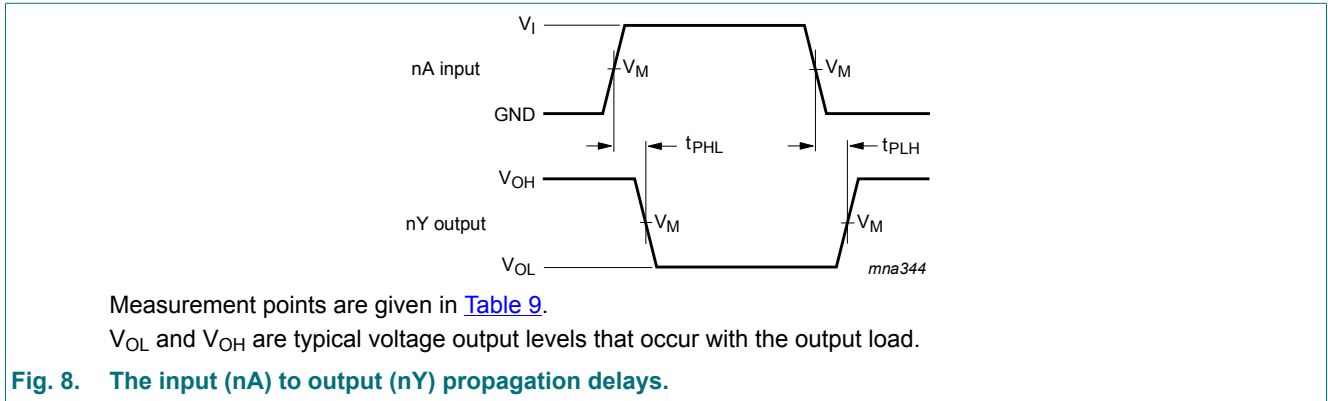 V_I
nA input
V_M
V_M
GND
t_PHL
t_PLH
V_OH
nY output
V_M
V_M
V_OL
mna344
Measurement points are given in Table 9.
V_OL and V_OH are typical voltage output levels that occur with the output load.
Fig. 8. The input (nA) to output (nY) propagation delays.